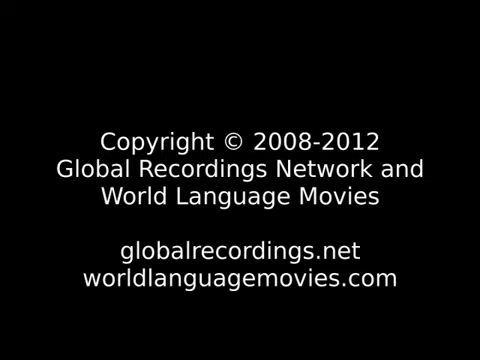 Copyright © 2008-2012
Global Recordings Network and
World Language Movies
globalrecordings.net
worldlanguagemovies.com